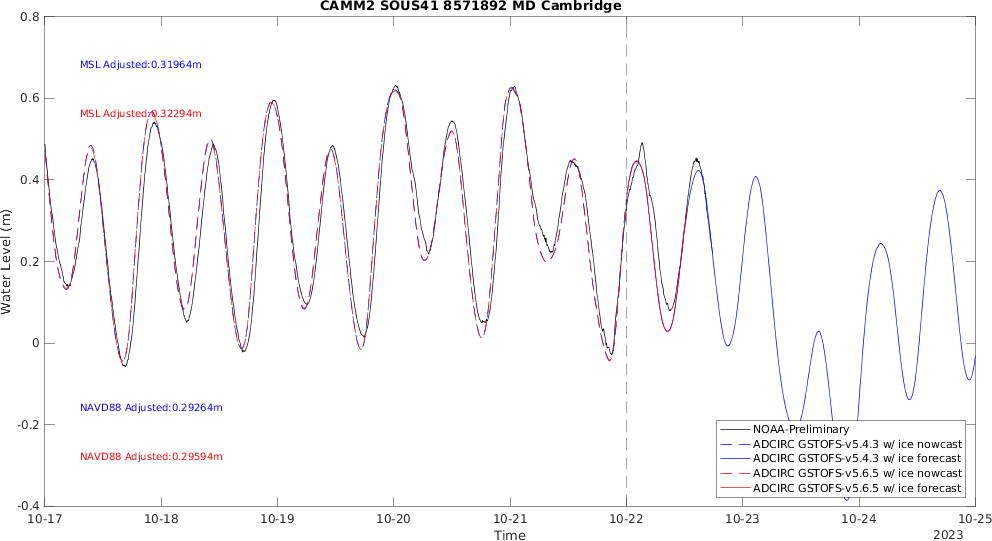 CAMM2 SOUS41 8571892 MD Cambridge
0.8
0.6
0.4
0.2
0
-0.2
-0.4
Water Level (m)
MSL Adjusted:0.31964m
MSL Adjusted:0.32294m
NAVD88 Adjusted:0.29264m
NAVD88 Adjusted:0.29594m
NOAA-Preliminary
ADCIRC GSTOFS-v5.4.3 w/ ice nowcast
ADCIRC GSTOFS-v5.4.3 w/ ice forecast
ADCIRC GSTOFS-v5.6.5 w/ ice nowcast
ADCIRC GSTOFS-v5.6.5 w/ ice forecast
10-17 10-18 10-19 10-20 10-21 10-22 10-23 10-24 10-25
Time
2023